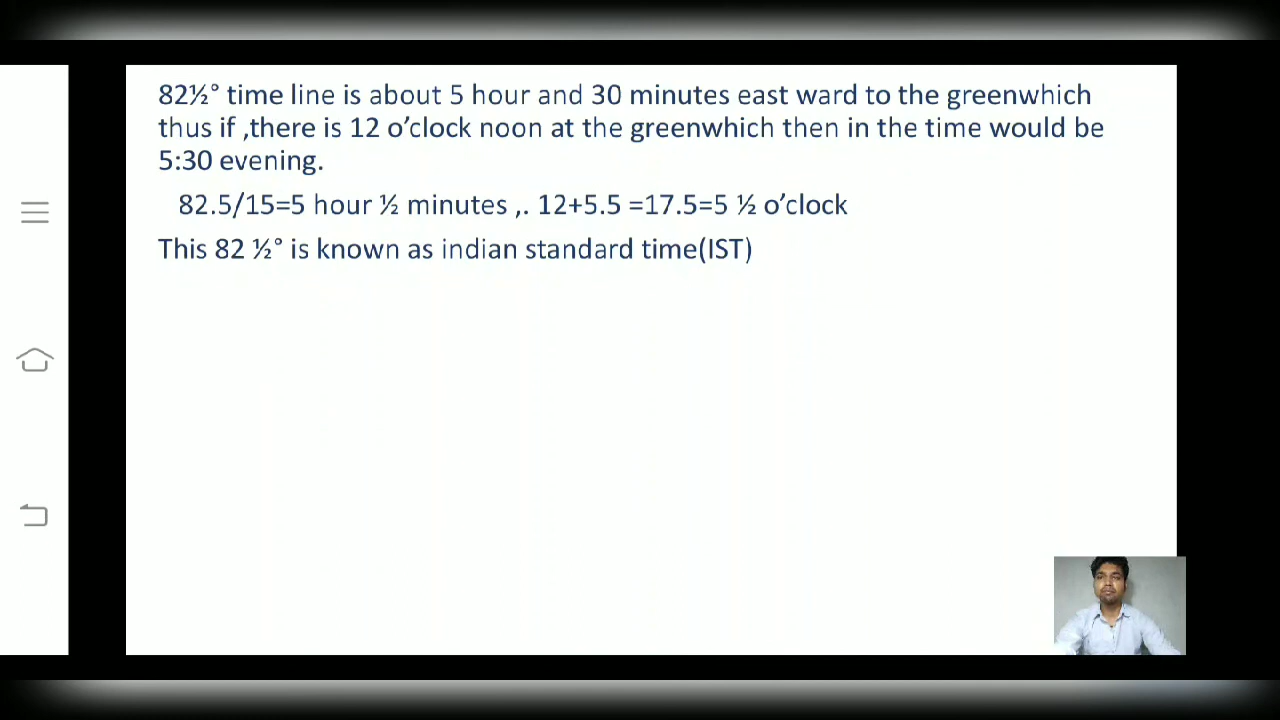 82½° time line is about 5 hour and 30 minutes east ward to the greenwhich
thus if ,there is 12 o’clock noon at the greenwhich then in the time would be
5:30 evening.
82.5/15=5 hour ½ minutes ,. 12+5.5 =17.5=5 ½ o’clock
This 82 ½° is known as indian standard time(IST)